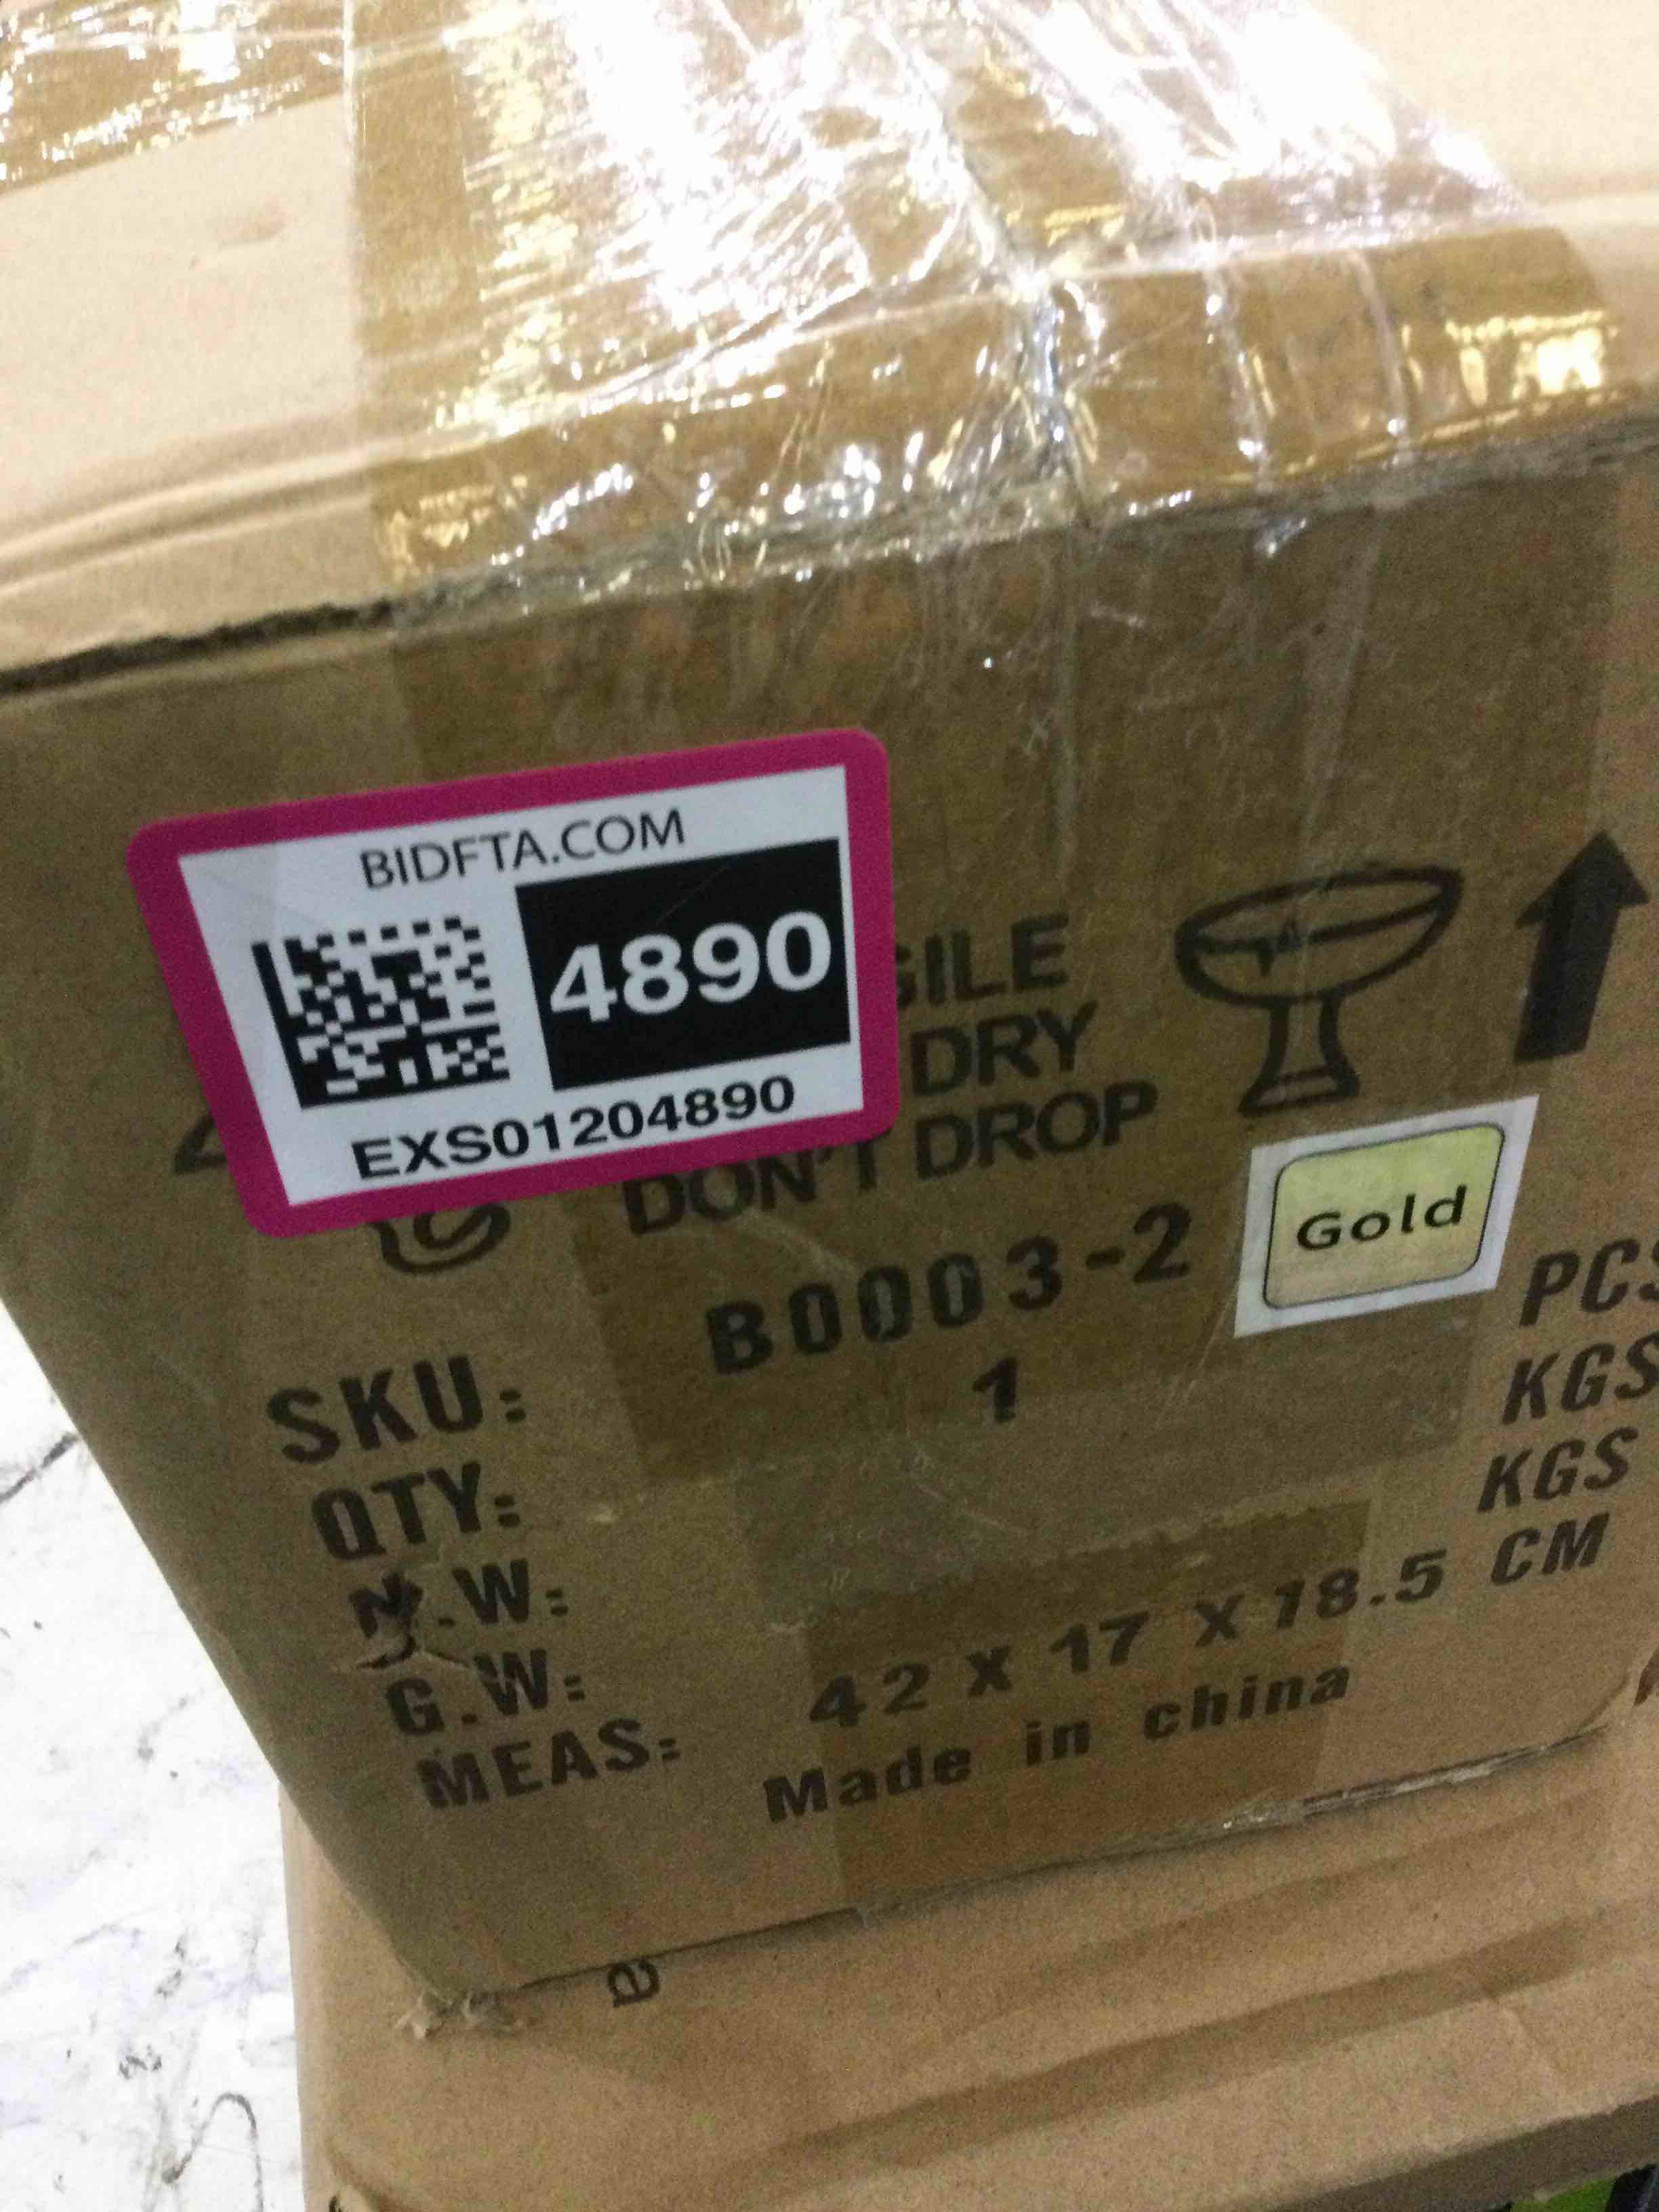 BIDFTA.COM
4890
EXS01204890
GILE
DRY
DON'T DROP
B0003-2
Gold
SKU:
QTY: 1 PCS
N.W: KGS
G.W: KGS
MEAS: 42 X 17 X 18.5 CM
Made in china